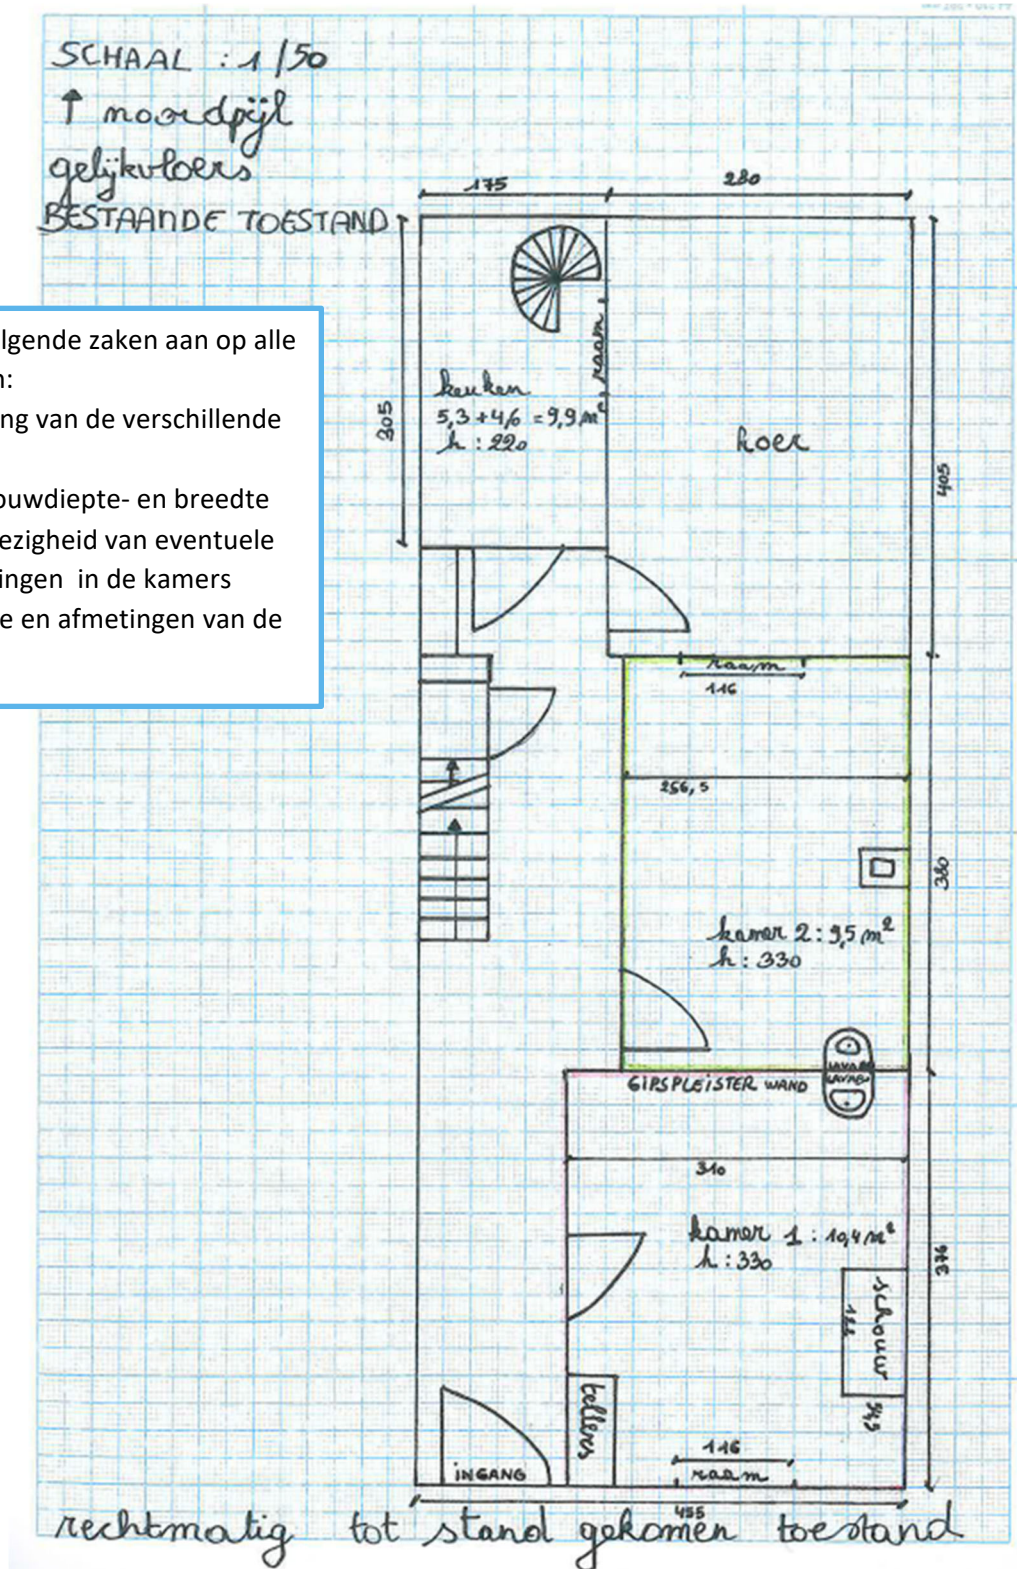 SCHAAL : 1/50
↑ noordpijl
gelijkvloers
BESTAANDE TOESTAND
lgende zaken aan op alle
n:
ng van de verschillende
ouwdiepte- en breedte
ezigheid van eventuele
ingen in de kamers
e en afmetingen van de
175
280
305
raam
keuken
5,3 + 4,6 = 9,9 m²
h : 220
koer
405
raam
116
256,5
380
kamer 2 : 9,5 m²
h : 330
LAVABO
GIPSPLEISTER WAND
LAVABO
310
kamer 1 : 10,4 m²
h : 330
376
schouw
tellers
INGANG
116
raam
455
rechtmatig tot stand gekomen toestand